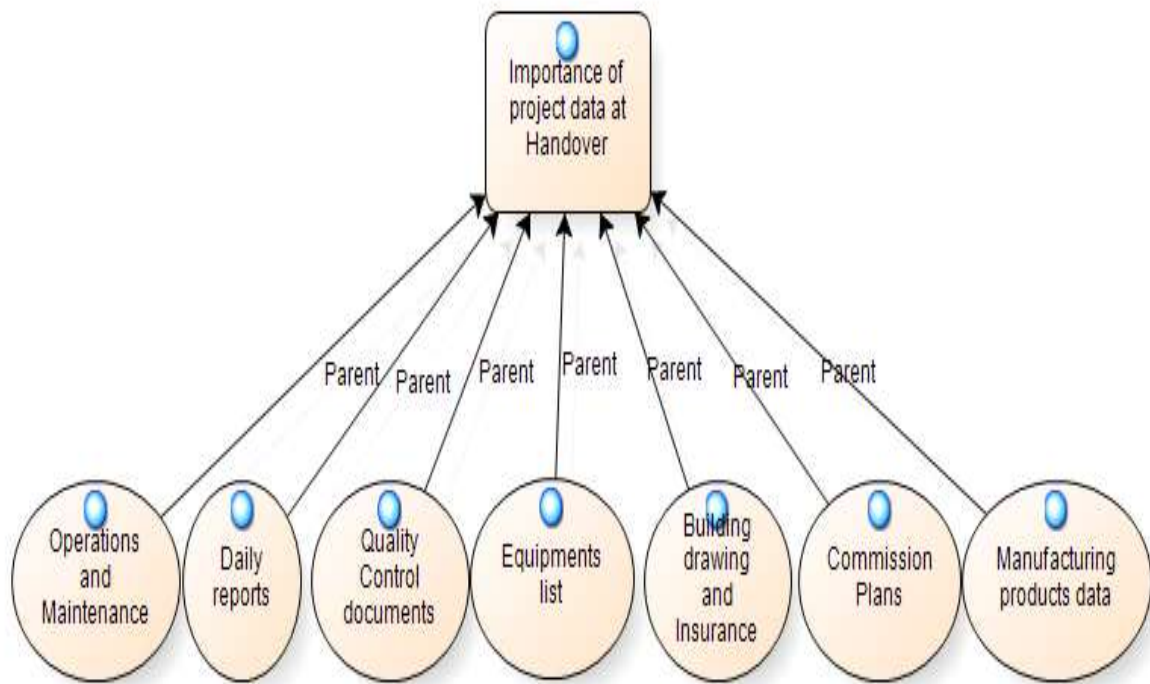 Importance of
project data at
Handover
Parent
Parent
Parent
Parent
Parent
Parent
Parent
Operations
and
Maintenance
Daily
reports
Quality
Control
documents
Equipments
list
Building
drawing
and
Insurance
Commission
Plans
Manufacturing
products data